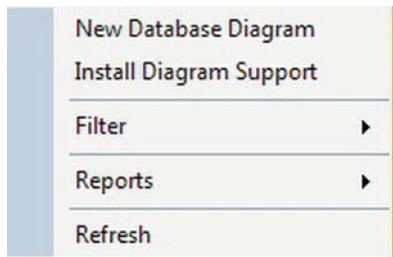 New Database Diagram
Install Diagram Support
Filter
Reports
Refresh